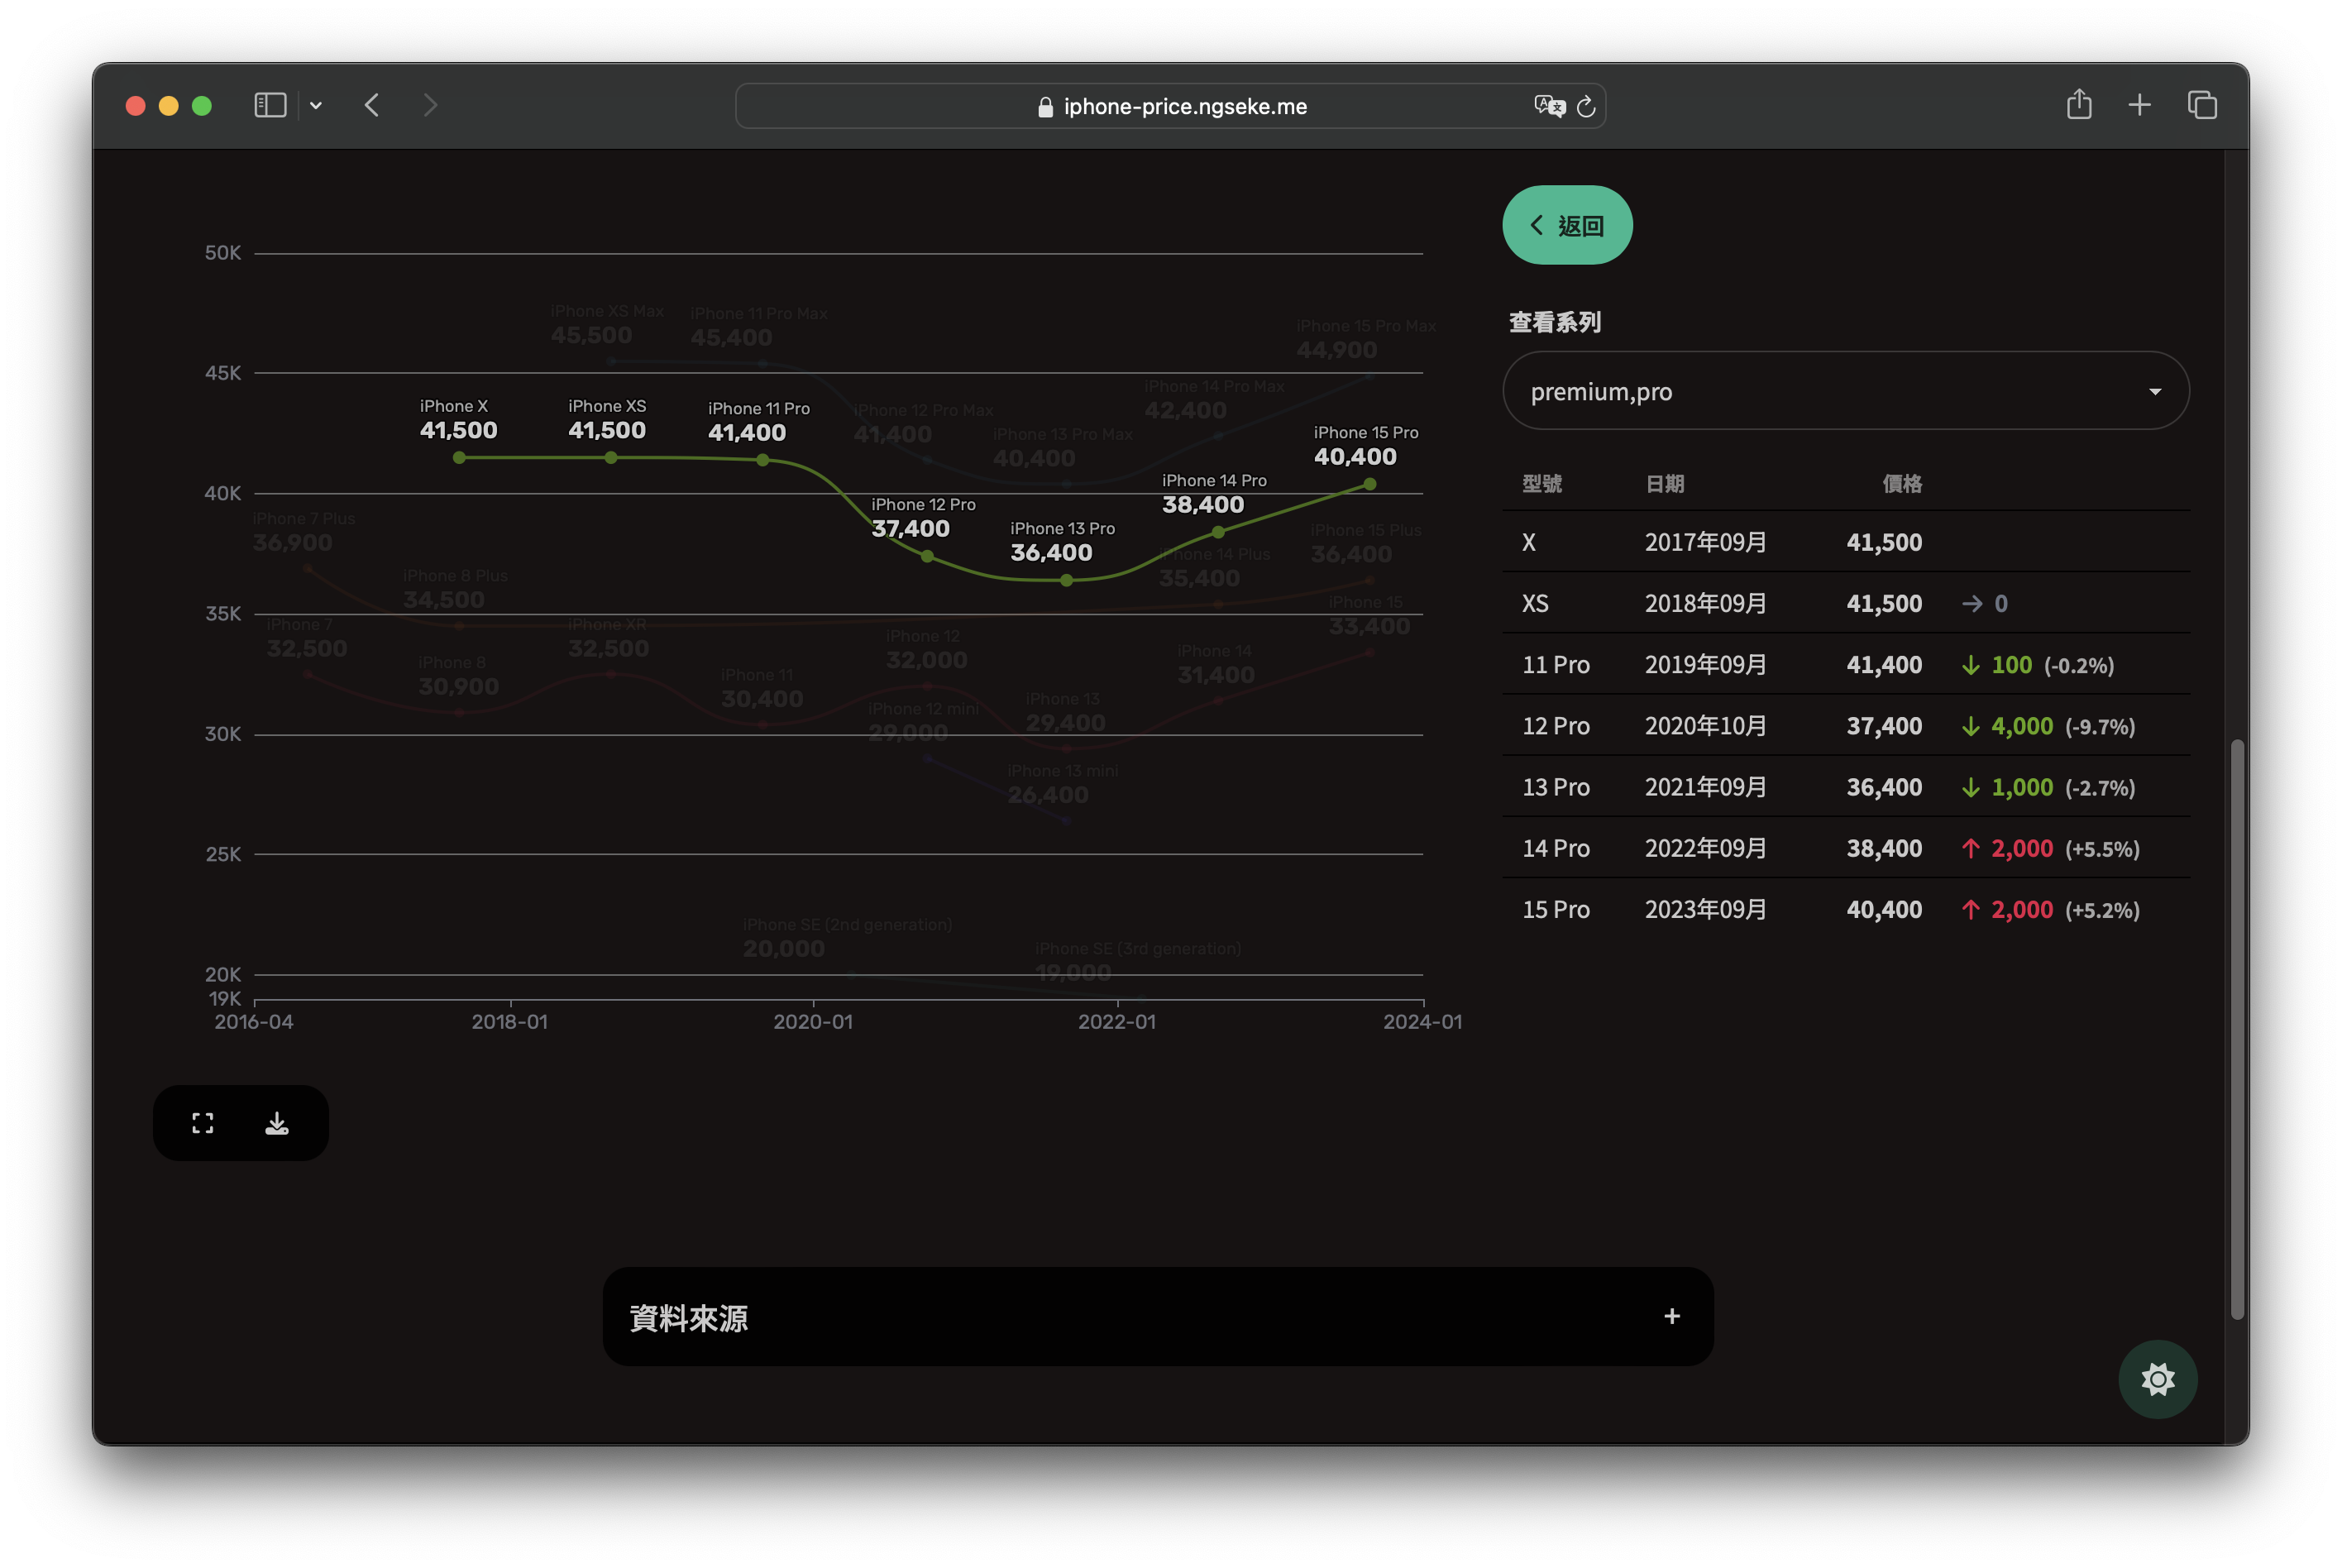 iphone-price.ngseke.me
50K
45K
40K
35K
30K
25K
20K
19K
2016-04
2018-01
2020-01
2022-01
2024-01
iPhone XS Max
45,500
iPhone 11 Pro Max
45,400
iPhone 12 Pro Max
41,400
iPhone 13 Pro Max
40,400
iPhone 14 Pro Max
42,400
iPhone 15 Pro Max
44,900
iPhone X
41,500
iPhone XS
41,500
iPhone 11 Pro
41,400
iPhone 12 Pro
37,400
iPhone 13 Pro
36,400
iPhone 14 Pro
38,400
iPhone 15 Pro
40,400
iPhone 7 Plus
36,900
iPhone 8 Plus
34,500
iPhone 14 Plus
35,400
iPhone 15 Plus
36,400
iPhone 7
32,500
iPhone 8
30,900
iPhone XR
32,500
iPhone 11
30,400
iPhone 12
32,000
iPhone 13
29,400
iPhone 14
31,400
iPhone 15
33,400
iPhone 12 mini
29,000
iPhone 13 mini
26,400
iPhone SE (2nd generation)
20,000
iPhone SE (3rd generation)
19,000
返回
查看系列
premium,pro
型號 日期 價格
X 2017年09月 41,500
XS 2018年09月 41,500 → 0
11 Pro 2019年09月 41,400 ↓ 100 (-0.2%)
12 Pro 2020年10月 37,400 ↓ 4,000 (-9.7%)
13 Pro 2021年09月 36,400 ↓ 1,000 (-2.7%)
14 Pro 2022年09月 38,400 ↑ 2,000 (+5.5%)
15 Pro 2023年09月 40,400 ↑ 2,000 (+5.2%)
資料來源 +